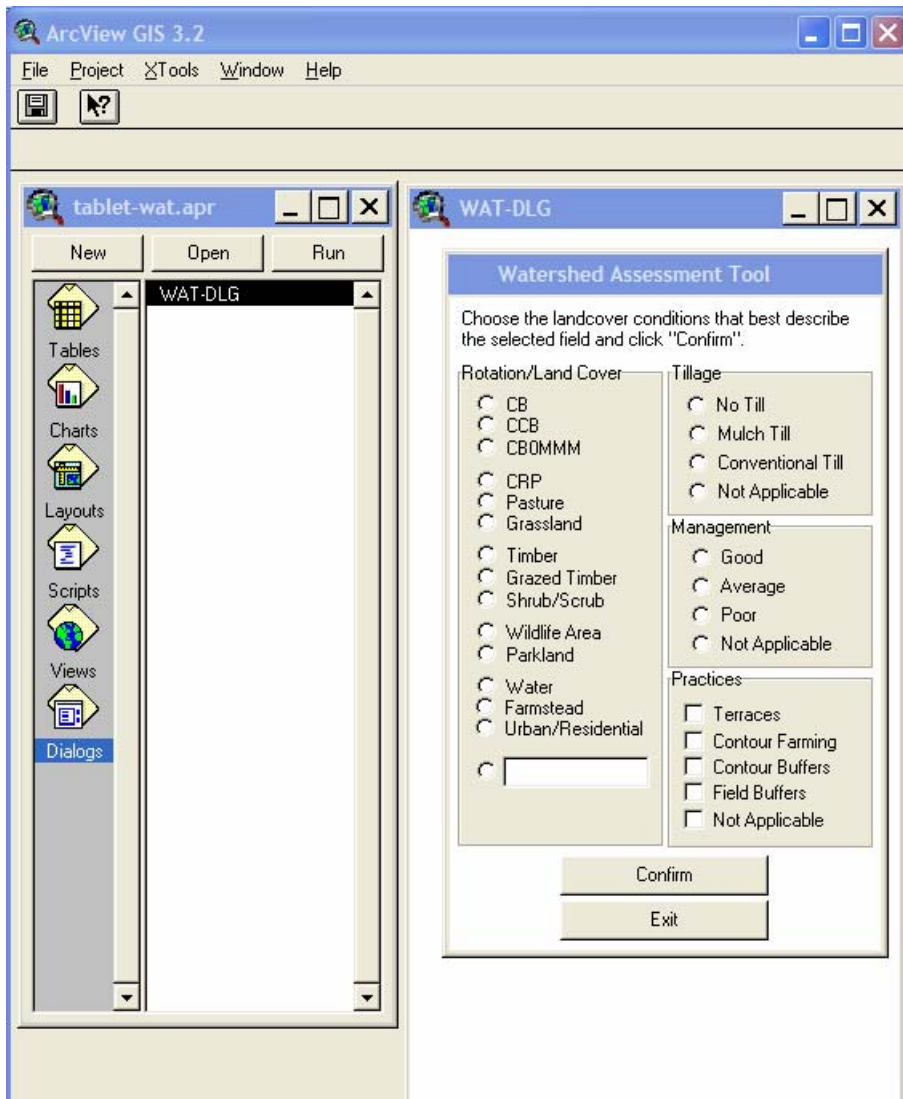 ArcView GIS 3.2
File Project XTools Window Help
tablet-wat.apr
New Open Run
WAT-DLG
Tables
Charts
Layouts
Scripts
Views
Dialogs
WAT-DLG
Watershed Assessment Tool
Choose the landcover conditions that best describe
the selected field and click "Confirm".
Rotation/Land Cover
CB
CCB
CBOMMM
CRP
Pasture
Grassland
Timber
Grazed Timber
Shrub/Scrub
Wildlife Area
Parkland
Water
Farmstead
Urban/Residential
Tillage
No Till
Mulch Till
Conventional Till
Not Applicable
Management
Good
Average
Poor
Not Applicable
Practices
Terraces
Contour Farming
Contour Buffers
Field Buffers
Not Applicable
Confirm
Exit